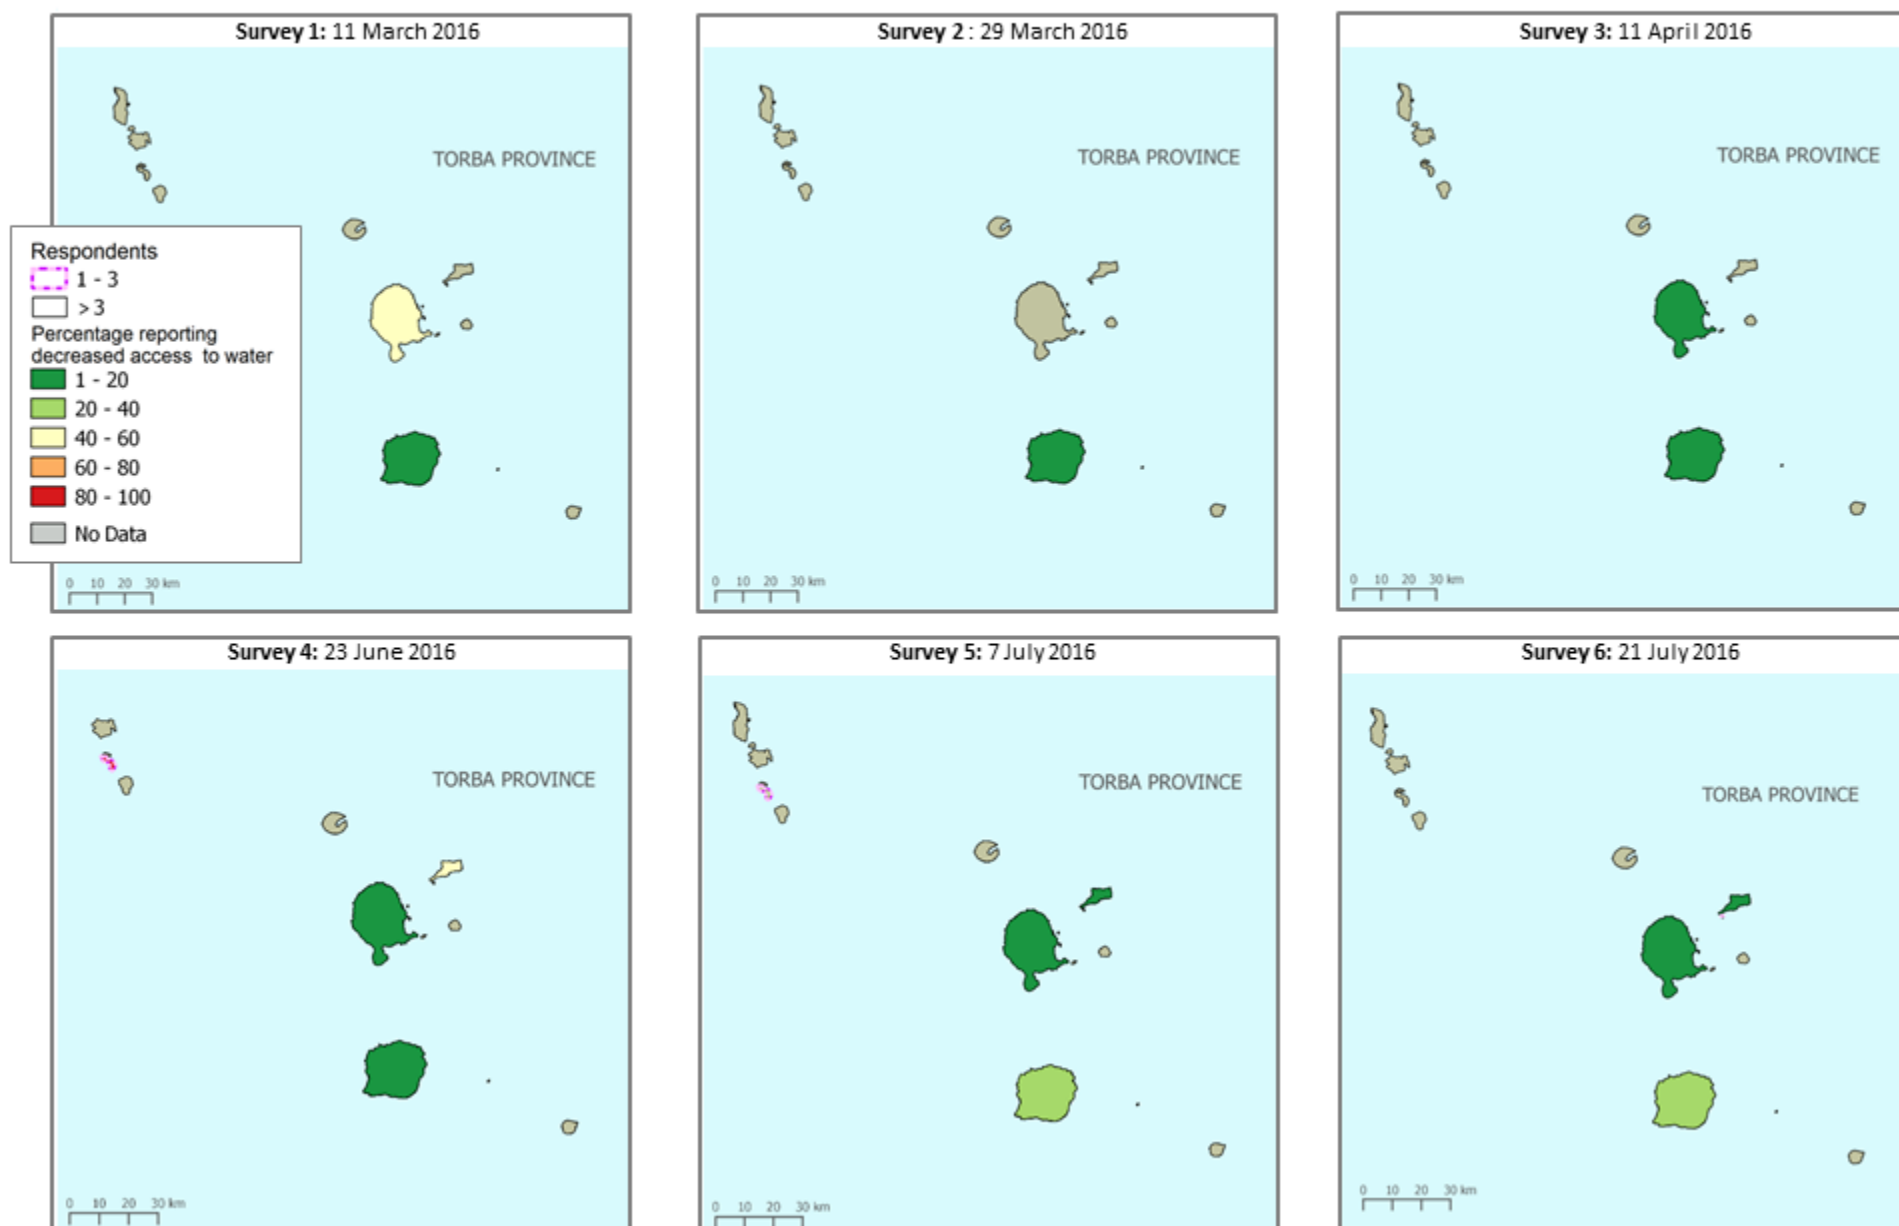 Survey 1: 11 March 2016
TORBA PROVINCE
Respondents
1 - 3
> 3
Percentage reporting
decreased access to water
1 - 20
20 - 40
40 - 60
60 - 80
80 - 100
No Data
0 10 20 30 km
Survey 2 : 29 March 2016
TORBA PROVINCE
0 10 20 30 km
Survey 3: 11 April 2016
TORBA PROVINCE
0 10 20 30 km
Survey 4: 23 June 2016
TORBA PROVINCE
0 10 20 30 km
Survey 5: 7 July 2016
TORBA PROVINCE
0 10 20 30 km
Survey 6: 21 July 2016
TORBA PROVINCE
0 10 20 30 km